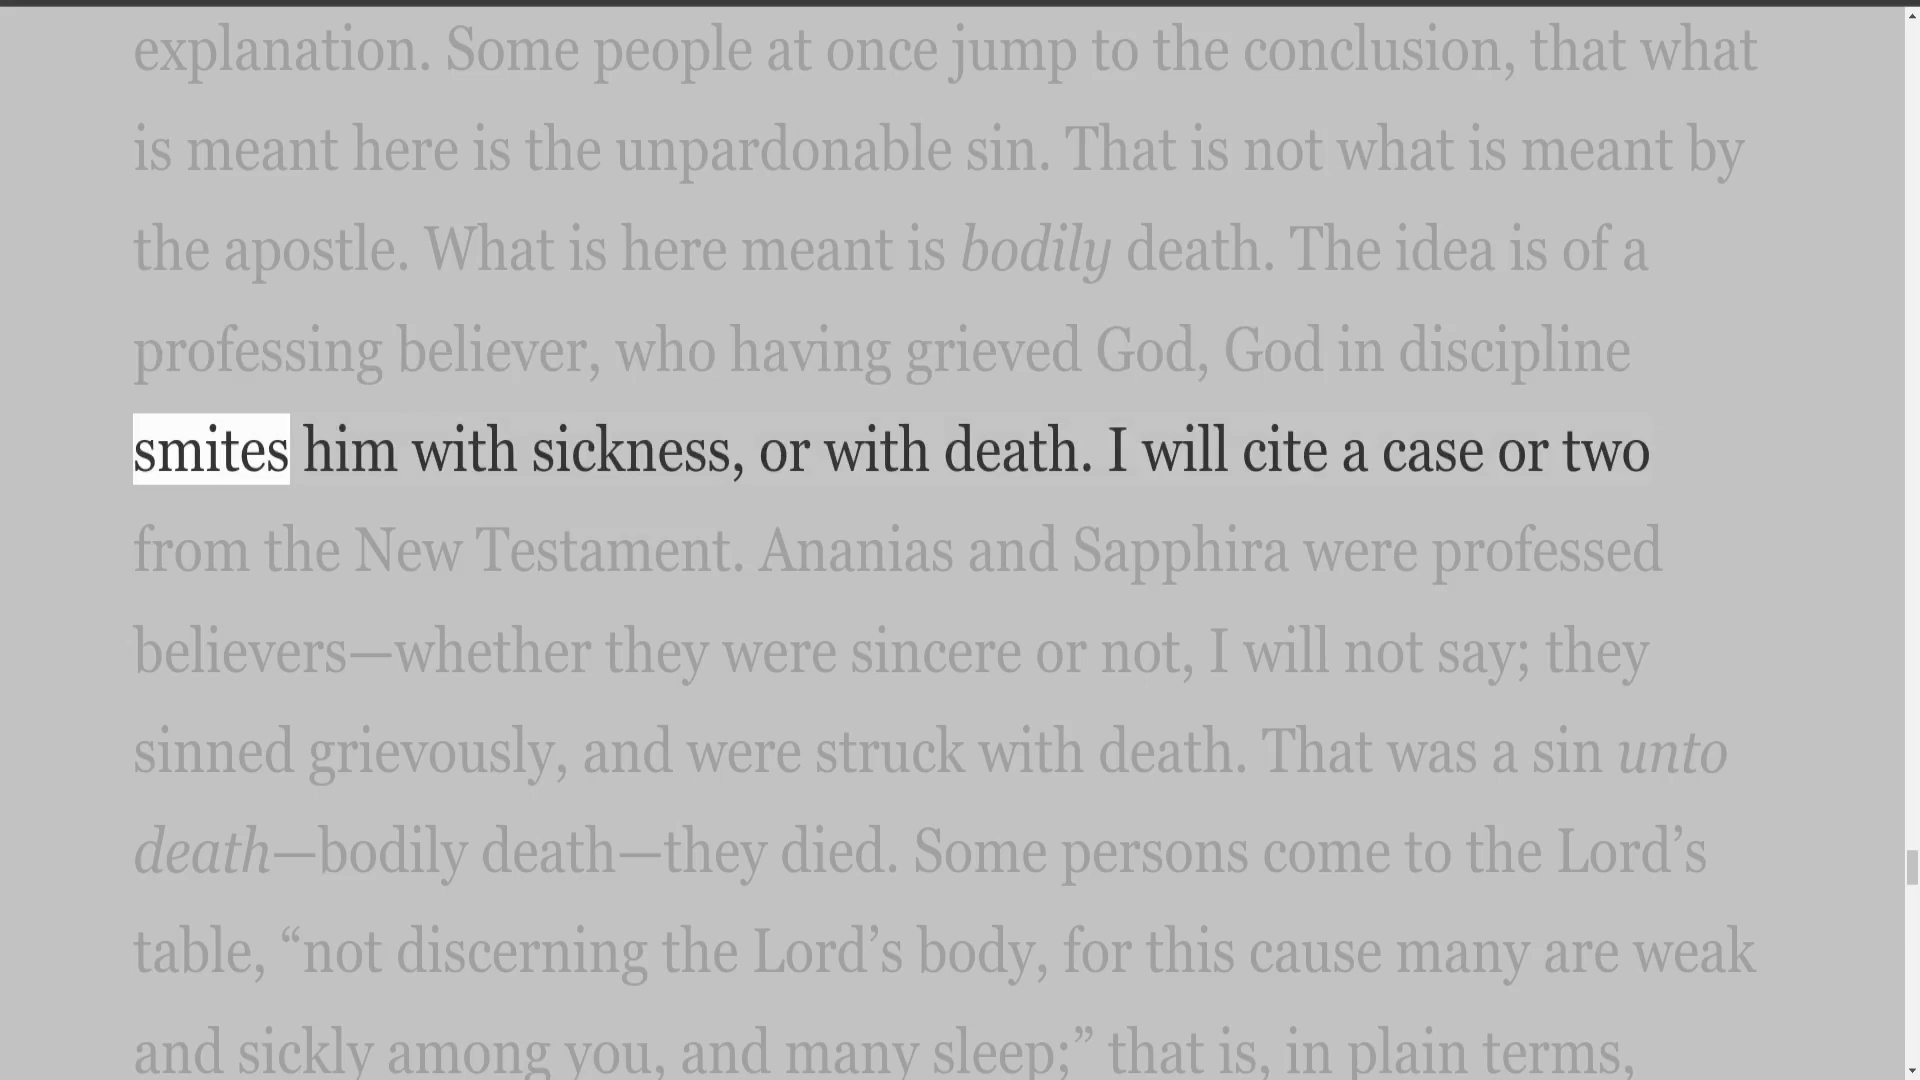 explanation. Some people at once jump to the conclusion, that what
is meant here is the unpardonable sin. That is not what is meant by
the apostle. What is here meant is bodily death. The idea is of a
professing believer, who having grieved God, God in discipline
smites him with sickness, or with death. I will cite a case or two
from the New Testament. Ananias and Sapphira were professed
believers—whether they were sincere or not, I will not say; they
sinned grievously, and were struck with death. That was a sin unto
death—bodily death—they died. Some persons come to the Lord’s
table, “not discerning the Lord’s body, for this cause many are weak
and sickly among you, and many sleep;” that is, in plain terms,